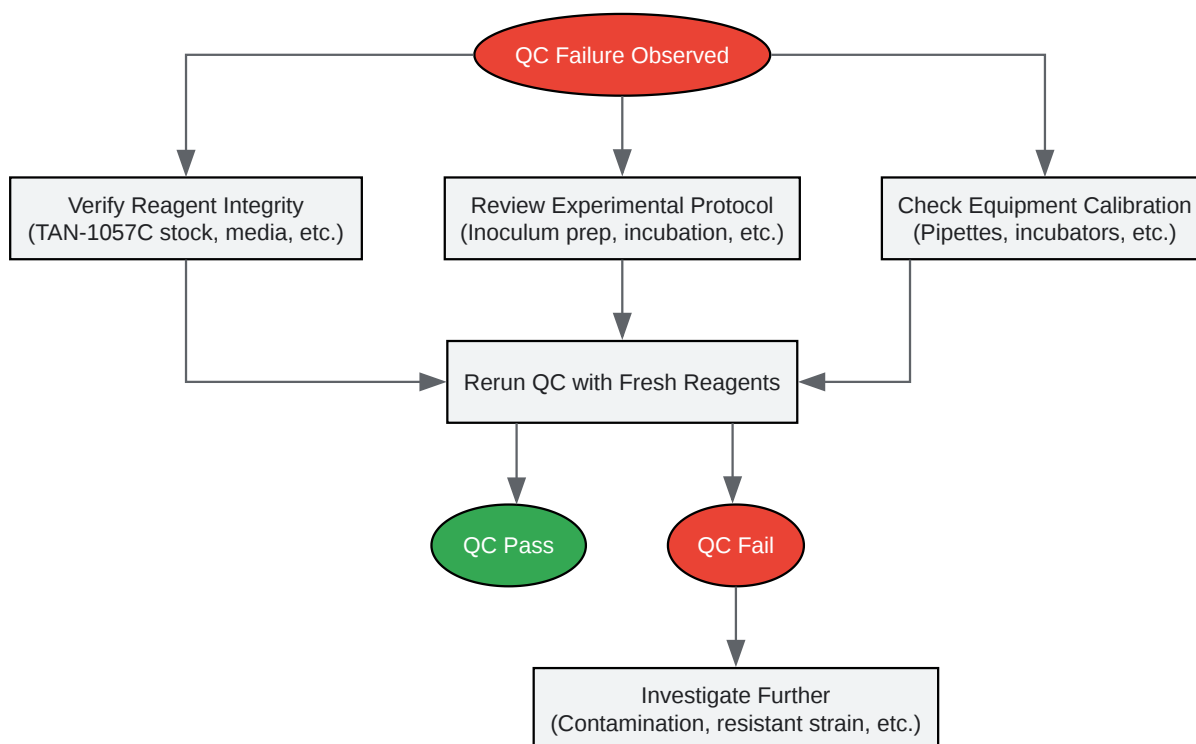 QC Failure Observed
Verify Reagent Integrity
(TAN-1057C stock, media, etc.)
Review Experimental Protocol
(Inoculum prep, incubation, etc.)
Check Equipment Calibration
(Pipettes, incubators, etc.)
Rerun QC with Fresh Reagents
QC Pass
QC Fail
Investigate Further
(Contamination, resistant strain, etc.)